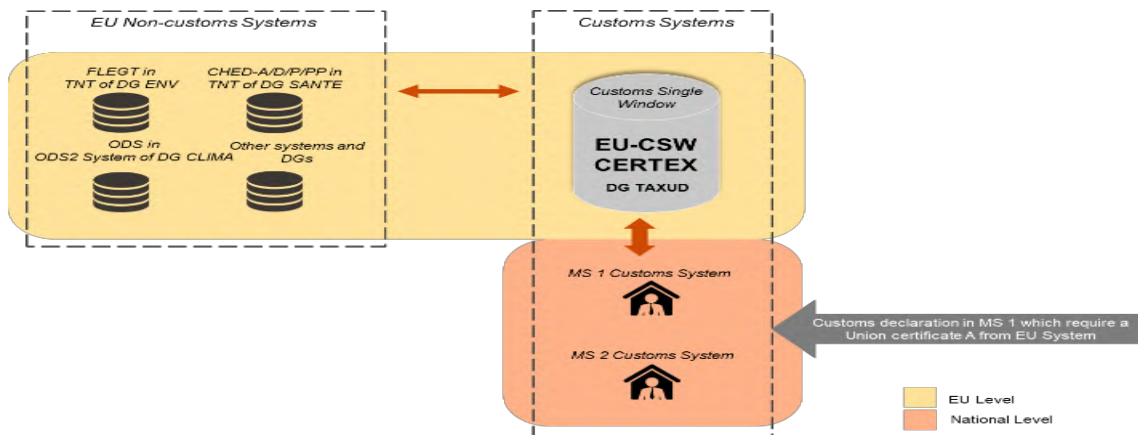 EU Non-customs Systems
Customs Systems
FLEGT in
TNT of DG ENV
CHED-A/D/P/PP in
TNT of DG SANTE
ODS in
ODS2 System of DG CLIMA
Other systems and
DGs
Customs Single
Window
EU-CSW
CERTEX
DG TAXUD
MS 1 Customs System
MS 2 Customs System
Customs declaration in MS 1 which require a
Union certificate A from EU System
EU Level
National Level